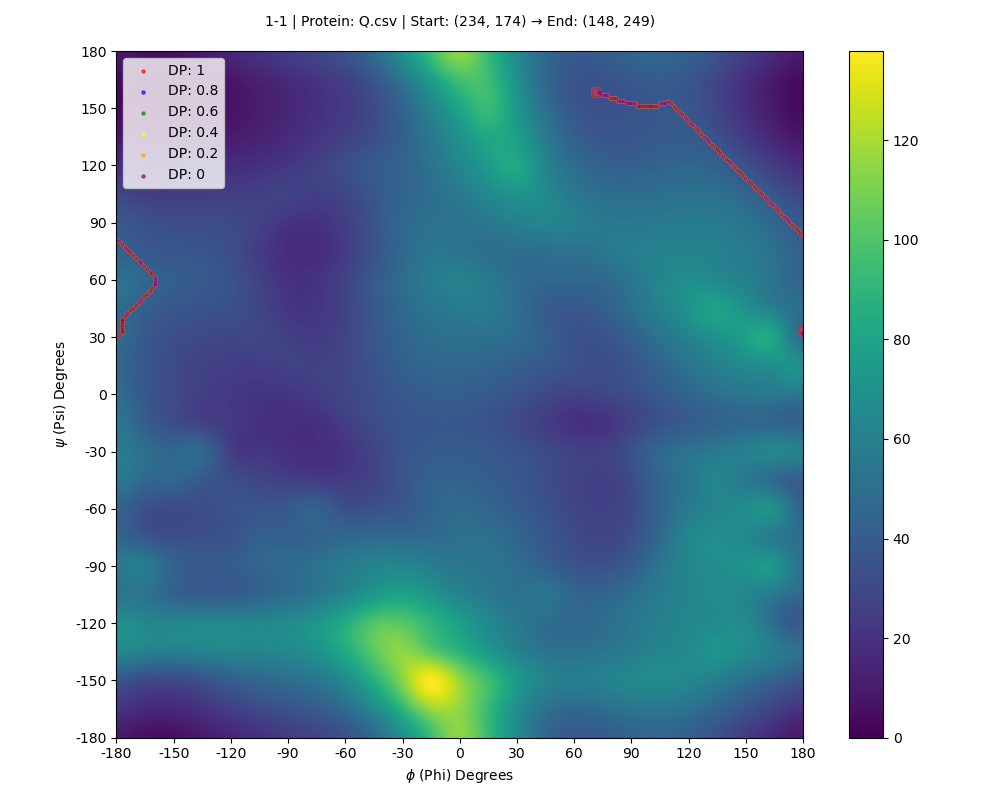 1-1 | Protein: Q.csv | Start: (234, 174) → End: (148, 249)
DP: 1
DP: 0.8
DP: 0.6
DP: 0.4
DP: 0.2
DP: 0
180
150
120
90
60
30
0
-30
-60
-90
-120
-150
-180
ψ (Psi) Degrees
-180 -150 -120 -90 -60 -30 0 30 60 90 120 150 180
ϕ (Phi) Degrees
120
100
80
60
40
20
0